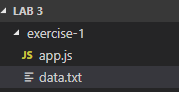 LAB 3
exercise-1
JS app.js
data.txt